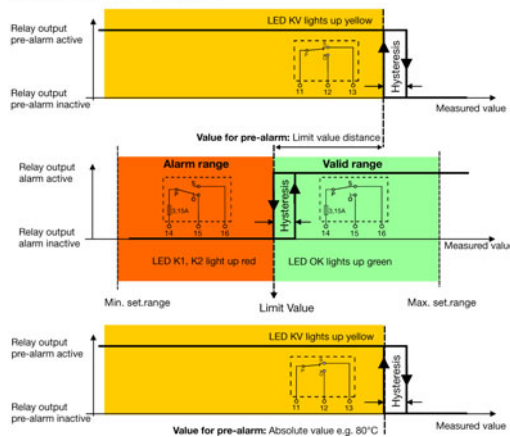 LED KV lights up yellow
Relay output
pre-alarm active
P
S
11 12 13
Hysteresis
Relay output
pre-alarm inactive
Measured value
Value for pre-alarm: Limit value distance
Relay output
alarm active
Alarm range
Valid range
P
S
3,15A
14 15 16
Hysteresis
P
S
3,15A
14 15 16
Relay output
alarm inactive
Measured value
LED K1, K2 light up red
LED OK lights up green
Min. set.range
Limit Value
Max. set.range
LED KV lights up yellow
Relay output
pre-alarm active
P
S
11 12 13
Hysteresis
Relay output
pre-alarm inactive
Measured value
Value for pre-alarm: Absolute value e.g. 80°C